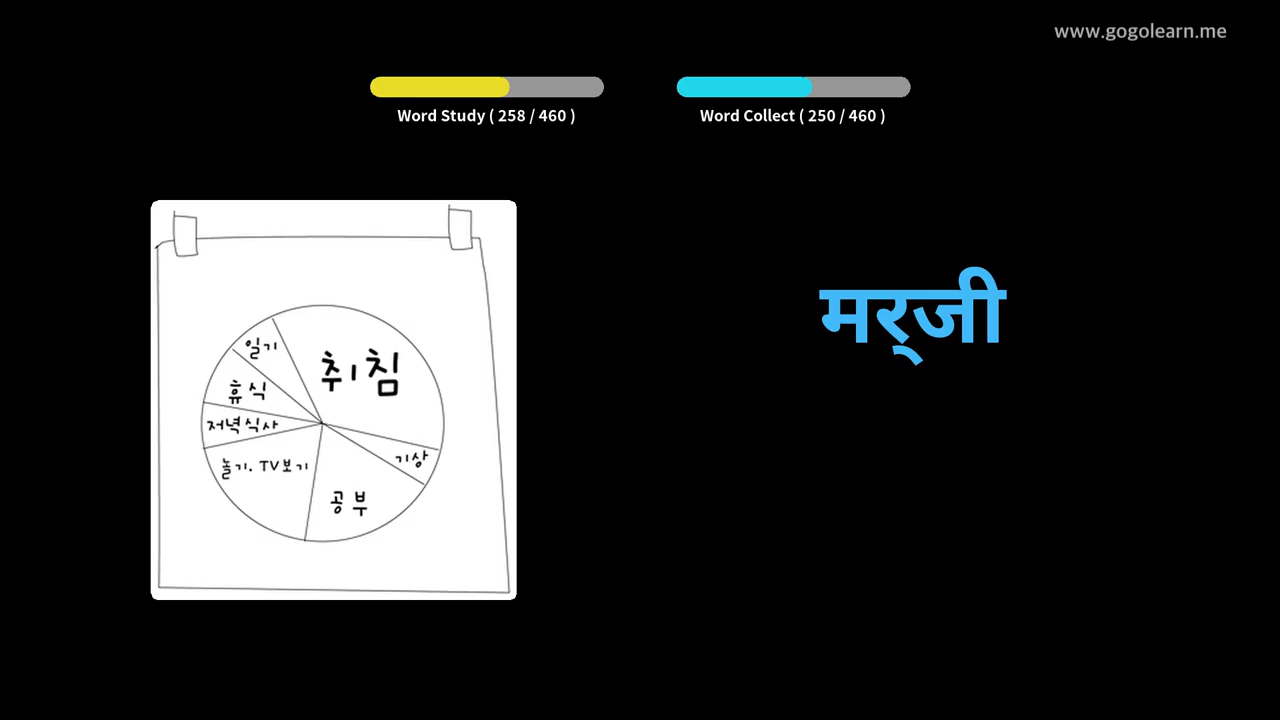 www.gogolearn.me
Word Study ( 258 / 460 )
Word Collect ( 250 / 460 )
मर्‌जी
일기
취침
휴식
저녁식사
놀기. TV보기
기상
공부